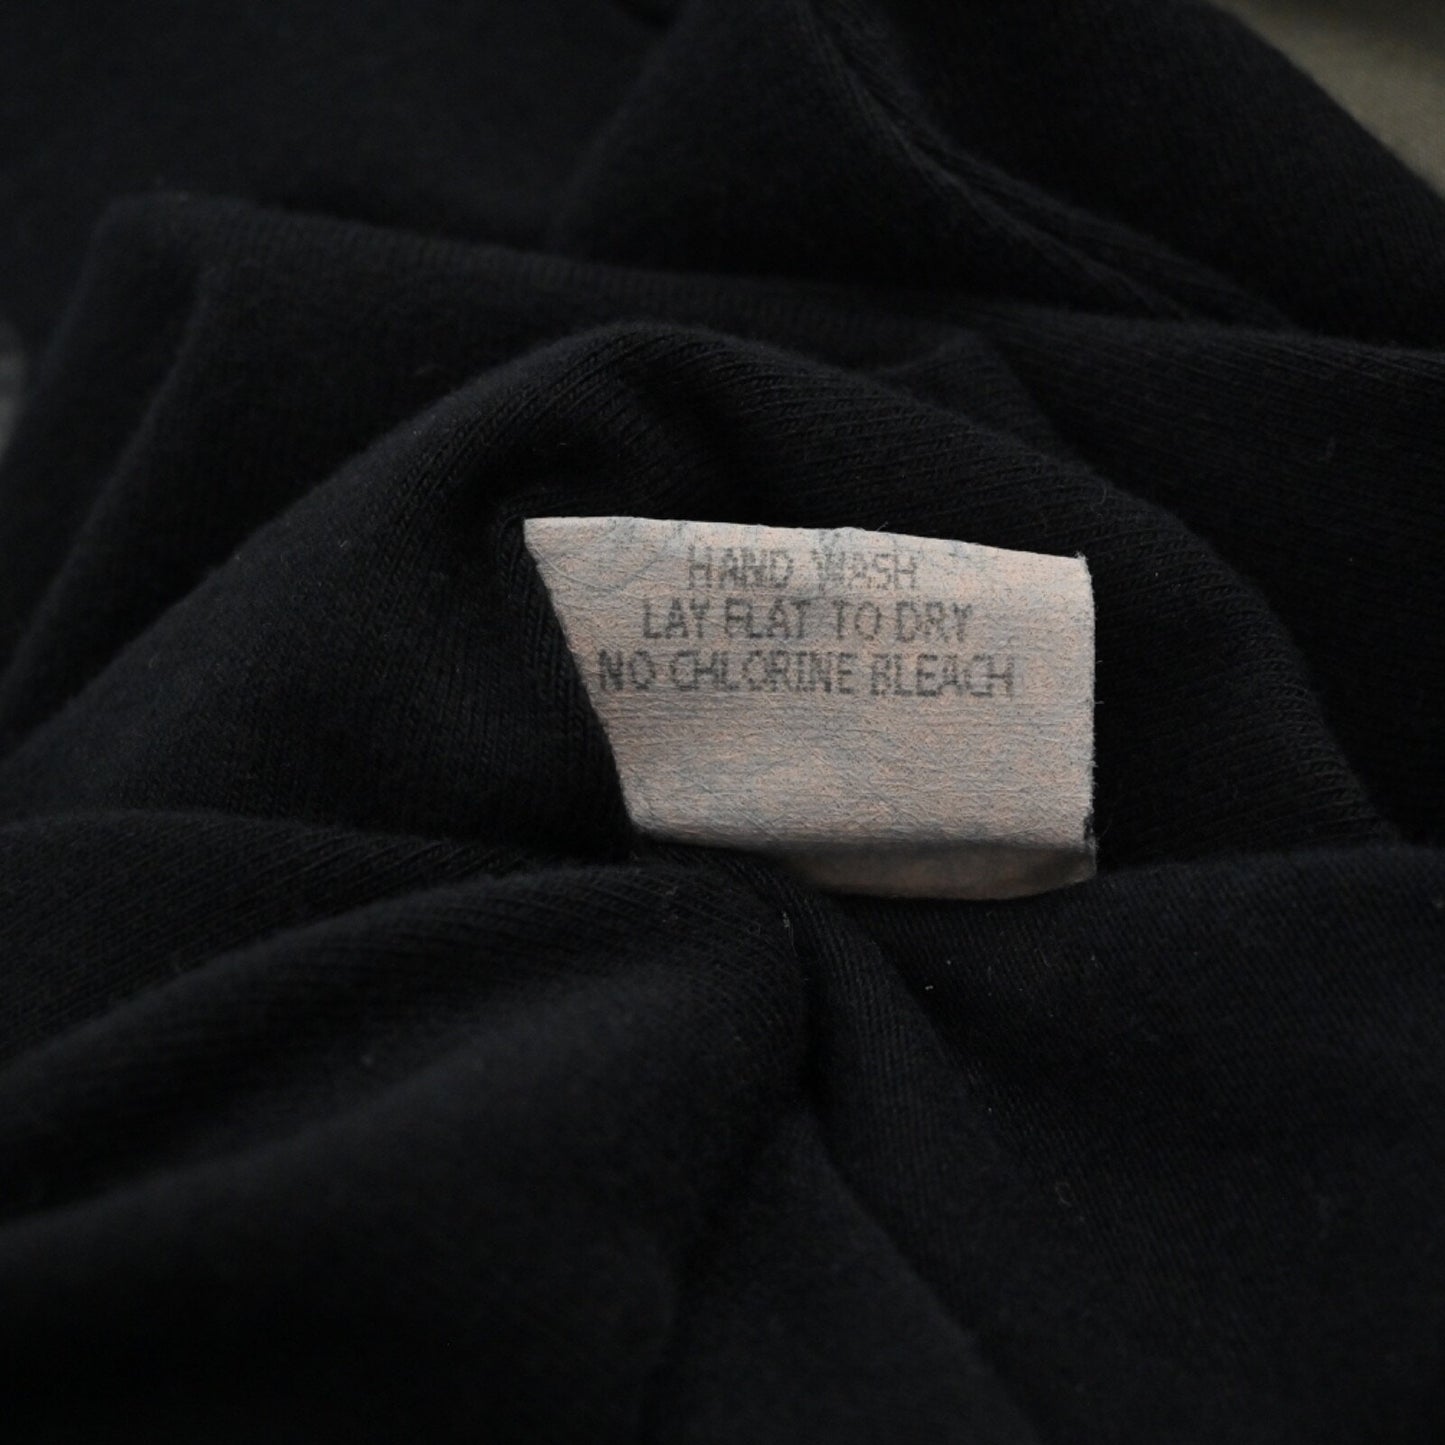 HAND WASH
LAY FLAT TO DRY
NO CHLORINE BLEACH